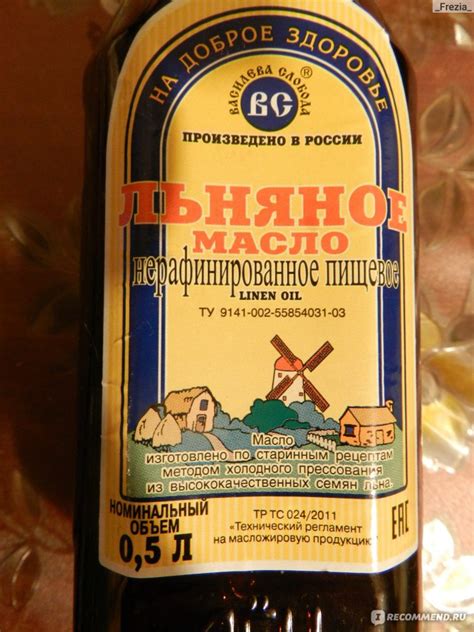 _Frezia_
НА ДОБРОЕ ЗДОРОВЬЕ
ВАСИЛЕВА СЛОБОДА ®
ВС
ПРОИЗВЕДЕНО В РОССИИ
ЛЬНЯНОЕ
МАСЛО
нерафинированное пищевое
LINEN OIL
ТУ 9141-002-55854031-03
Масло
изготовлено по старинным рецептам
методом холодного прессования
из высококачественных семян льна.
НОМИНАЛЬНЫЙ
ОБЪЕМ
0,5 Л
ТР ТС 024/2011
«Технический регламент
на масложировую продукцию»
ЕАС
IRECOMMEND.RU